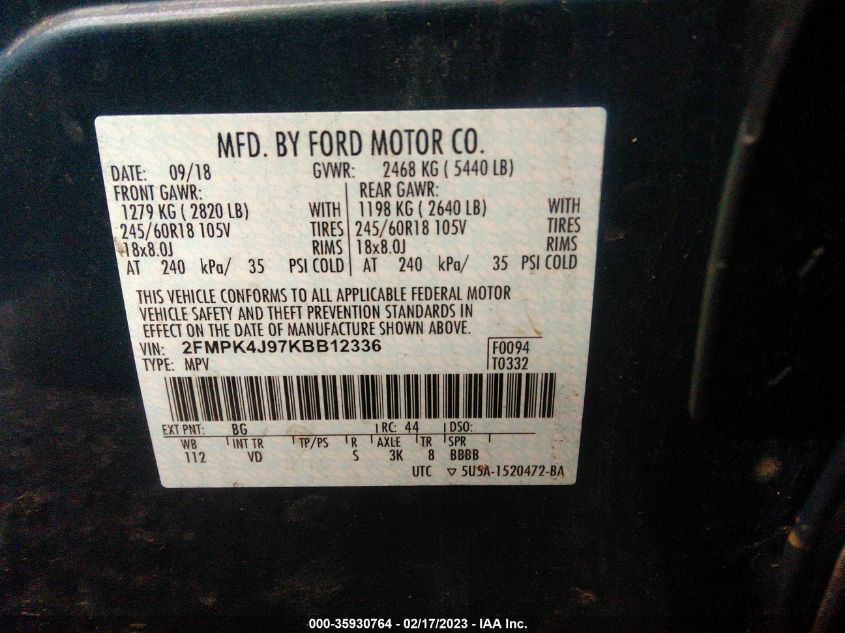 MFD. BY FORD MOTOR CO.
DATE: 09/18 GVWR: 2468 KG ( 5440 LB)
FRONT GAWR: REAR GAWR:
1279 KG ( 2820 LB) WITH 1198 KG ( 2640 LB) WITH
245/60R18 105V TIRES 245/60R18 105V TIRES
18x8.0J RIMS 18x8.0J RIMS
AT 240 kPa/ 35 PSI COLD AT 240 kPa/ 35 PSI COLD
THIS VEHICLE CONFORMS TO ALL APPLICABLE FEDERAL MOTOR
VEHICLE SAFETY AND THEFT PREVENTION STANDARDS IN
EFFECT ON THE DATE OF MANUFACTURE SHOWN ABOVE.
VIN: 2FMPK4J97KBB12336 F0094
TYPE: MPV T0332
EXT PNT: BG RC: 44 DSO:
WB INT TR TP/PS R AXLE TR SPR
112 VD S 3K 8 BBBB
UTC ▽ 5U5A-1520472-BA
000-35930764 - 02/17/2023 - IAA Inc.